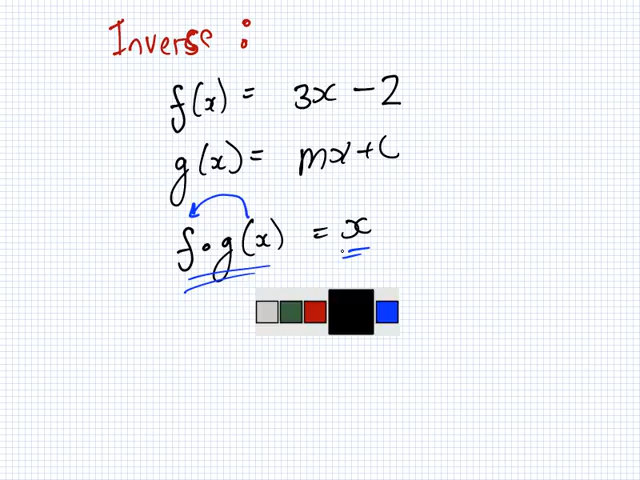 Inverse :
f(x) = 3x - 2
g(x) = mx + c
f∘g(x) = x